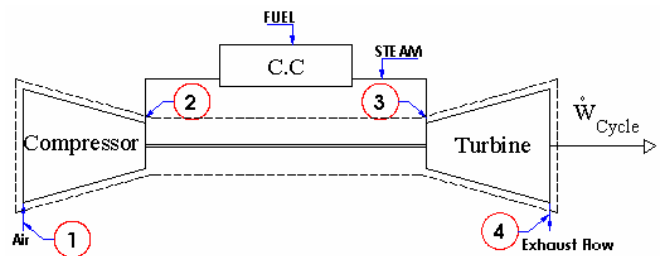 FUEL
STEAM
C.C
2
3
Compressor
Turbine
Ẇ Cycle
1
4
Air
Exhaust flow